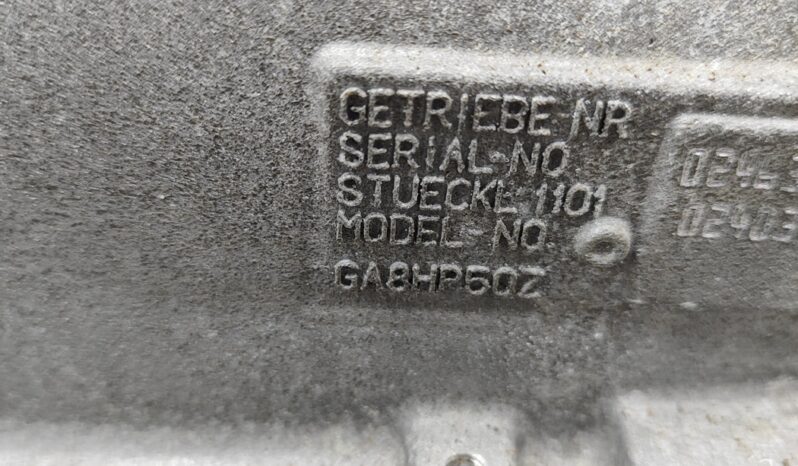 GETRIEBE-NR
SERIAL-NO.
STUECKL-1101
MODEL-NO.
GA8HP50Z